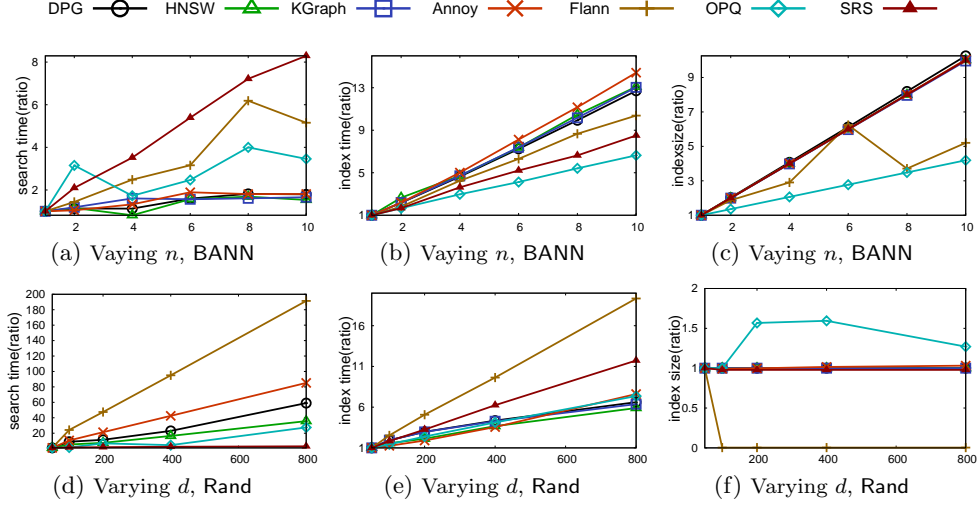 DPG HNSW KGraph Annoy Flann OPQ SRS
search time(ratio)
8
6
4
2
2 4 6 8 10
(a) Vaying n, BANN
index time(ratio)
13
9
5
1
2 4 6 8 10
(b) Vaying n, BANN
indexsize(ratio)
9
7
5
3
1
2 4 6 8 10
(c) Vaying n, BANN
search time(ratio)
200
180
160
140
120
100
80
60
40
20
200 400 600 800
(d) Varying d, Rand
index time(ratio)
16
11
6
1
200 400 600 800
(e) Varying d, Rand
index size(ratio)
2
1.5
1
0.5
0
200 400 600 800
(f) Varying d, Rand